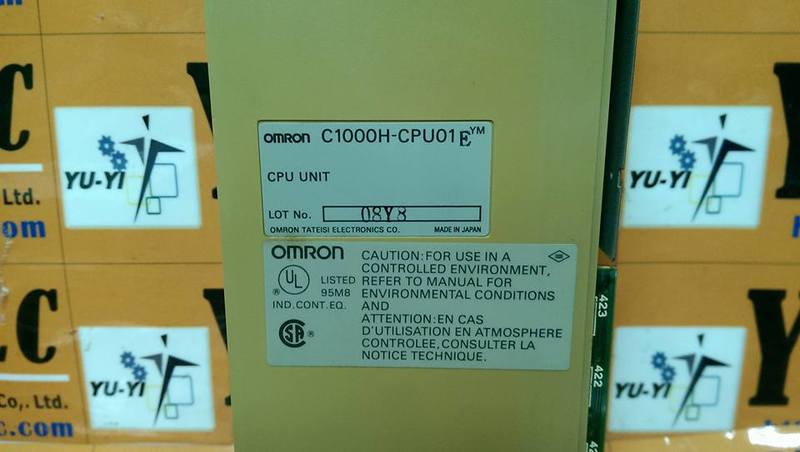 OMRON C1000H-CPU01 E YM
CPU UNIT
LOT No. 08Y8
OMRON TATEISI ELECTRONICS CO. MADE IN JAPAN
OMRON
UL
® LISTED
95M8
IND.CONT.EQ.
SA ®
CAUTION:FOR USE IN A
CONTROLLED ENVIRONMENT,
REFER TO MANUAL FOR
ENVIRONMENTAL CONDITIONS
AND
ATTENTION:EN CAS
D'UTILISATION EN ATMOSPHERE
CONTROLEE,CONSULTER LA
NOTICE TECHNIQUE.
423
422
YU-YI
YU-YI
YU-YI
YU-YI
Ltd.
Co,. Ltd.
.com